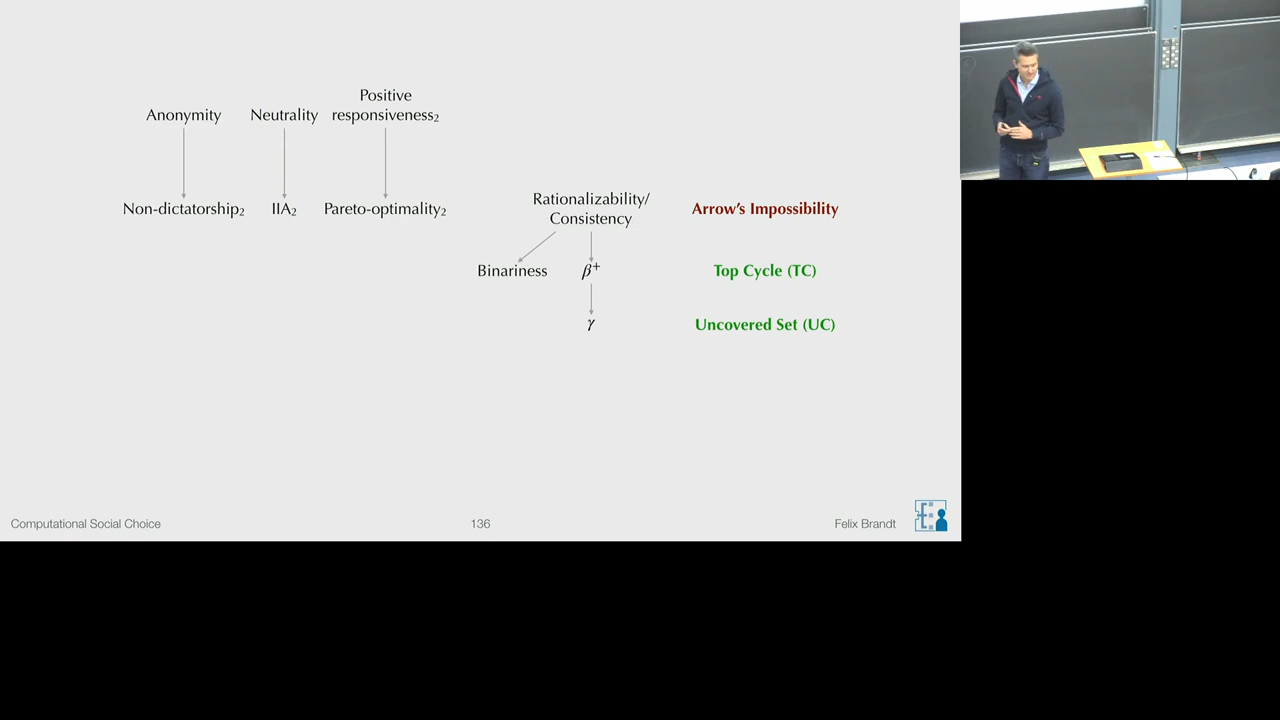 Positive
Anonymity Neutrality responsiveness₂
Rationalizability/
Consistency
Non-dictatorship₂ IIA₂ Pareto-optimality₂ Arrow's Impossibility
Binariness β⁺ Top Cycle (TC)
γ Uncovered Set (UC)
Computational Social Choice 136 Felix Brandt